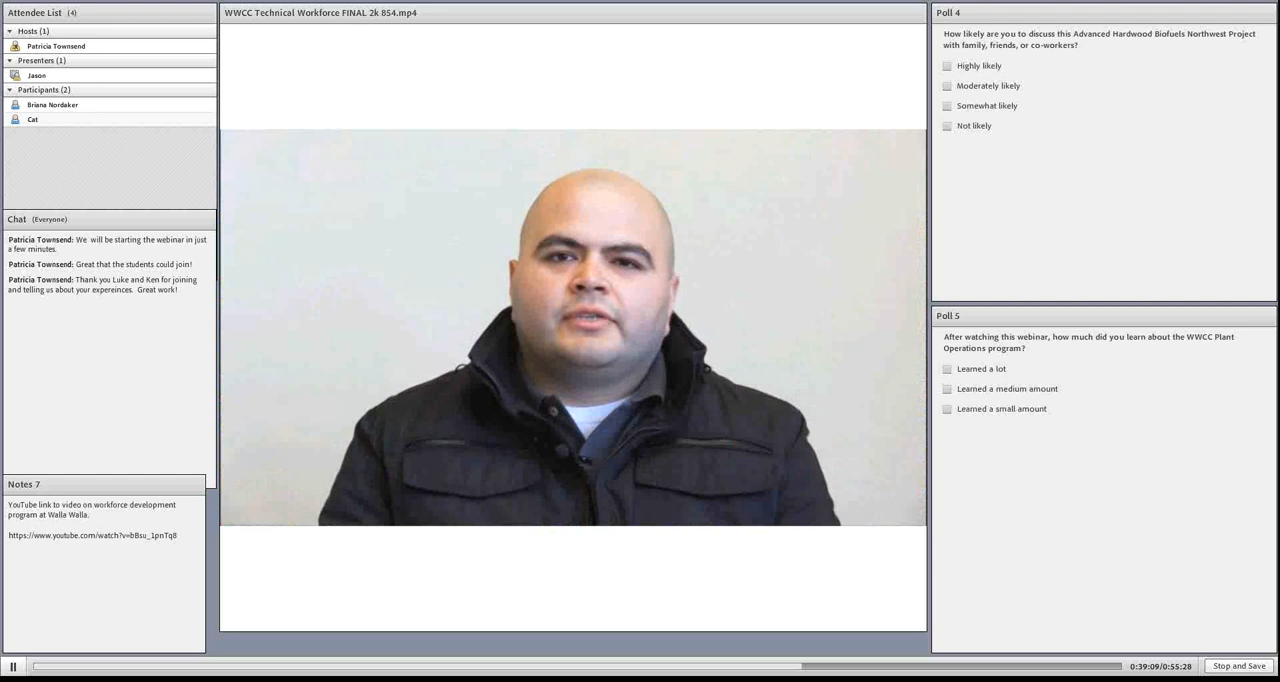 Attendee List (4)
Hosts (1)
Patricia Townsend
Presenters (1)
Jason
Participants (2)
Briana Nordaker
Cat
Chat (Everyone)
Patricia Townsend: We will be starting the webinar in just
a few minutes.
Patricia Townsend: Great that the students could join!
Patricia Townsend: Thank you Luke and Ken for joining
and telling us about your expereinces. Great work!
Notes 7
YouTube link to video on workforce development
program at Walla Walla.
https://www.youtube.com/watch?v=bBsu_1pnTq8
WWCC Technical Workforce FINAL 2k 854.mp4
Poll 4
How likely are you to discuss this Advanced Hardwood Biofuels Northwest Project
with family, friends, or co-workers?
Highly likely
Moderately likely
Somewhat likely
Not likely
Poll 5
After watching this webinar, how much did you learn about the WWCC Plant
Operations program?
Learned a lot
Learned a medium amount
Learned a small amount
0:39:09/0:55:28
Stop and Save